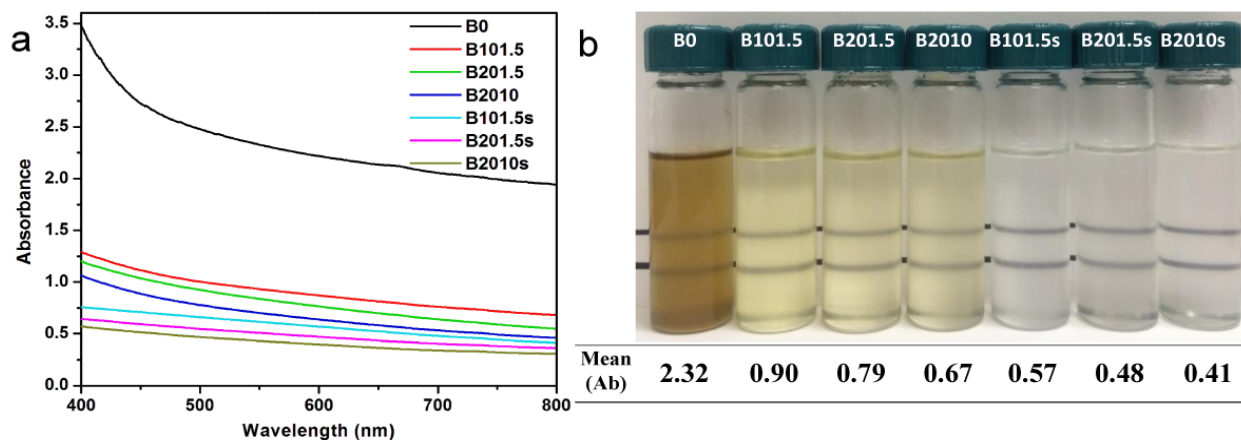 a
3.5
3.0
2.5
2.0
1.5
1.0
0.5
0.0
400
500
600
700
800
Absorbance
Wavelength (nm)
B0
B101.5
B201.5
B2010
B101.5s
B201.5s
B2010s
b
B0 B101.5 B201.5 B2010 B101.5s B201.5s B2010s
Mean
(Ab) 2.32 0.90 0.79 0.67 0.57 0.48 0.41